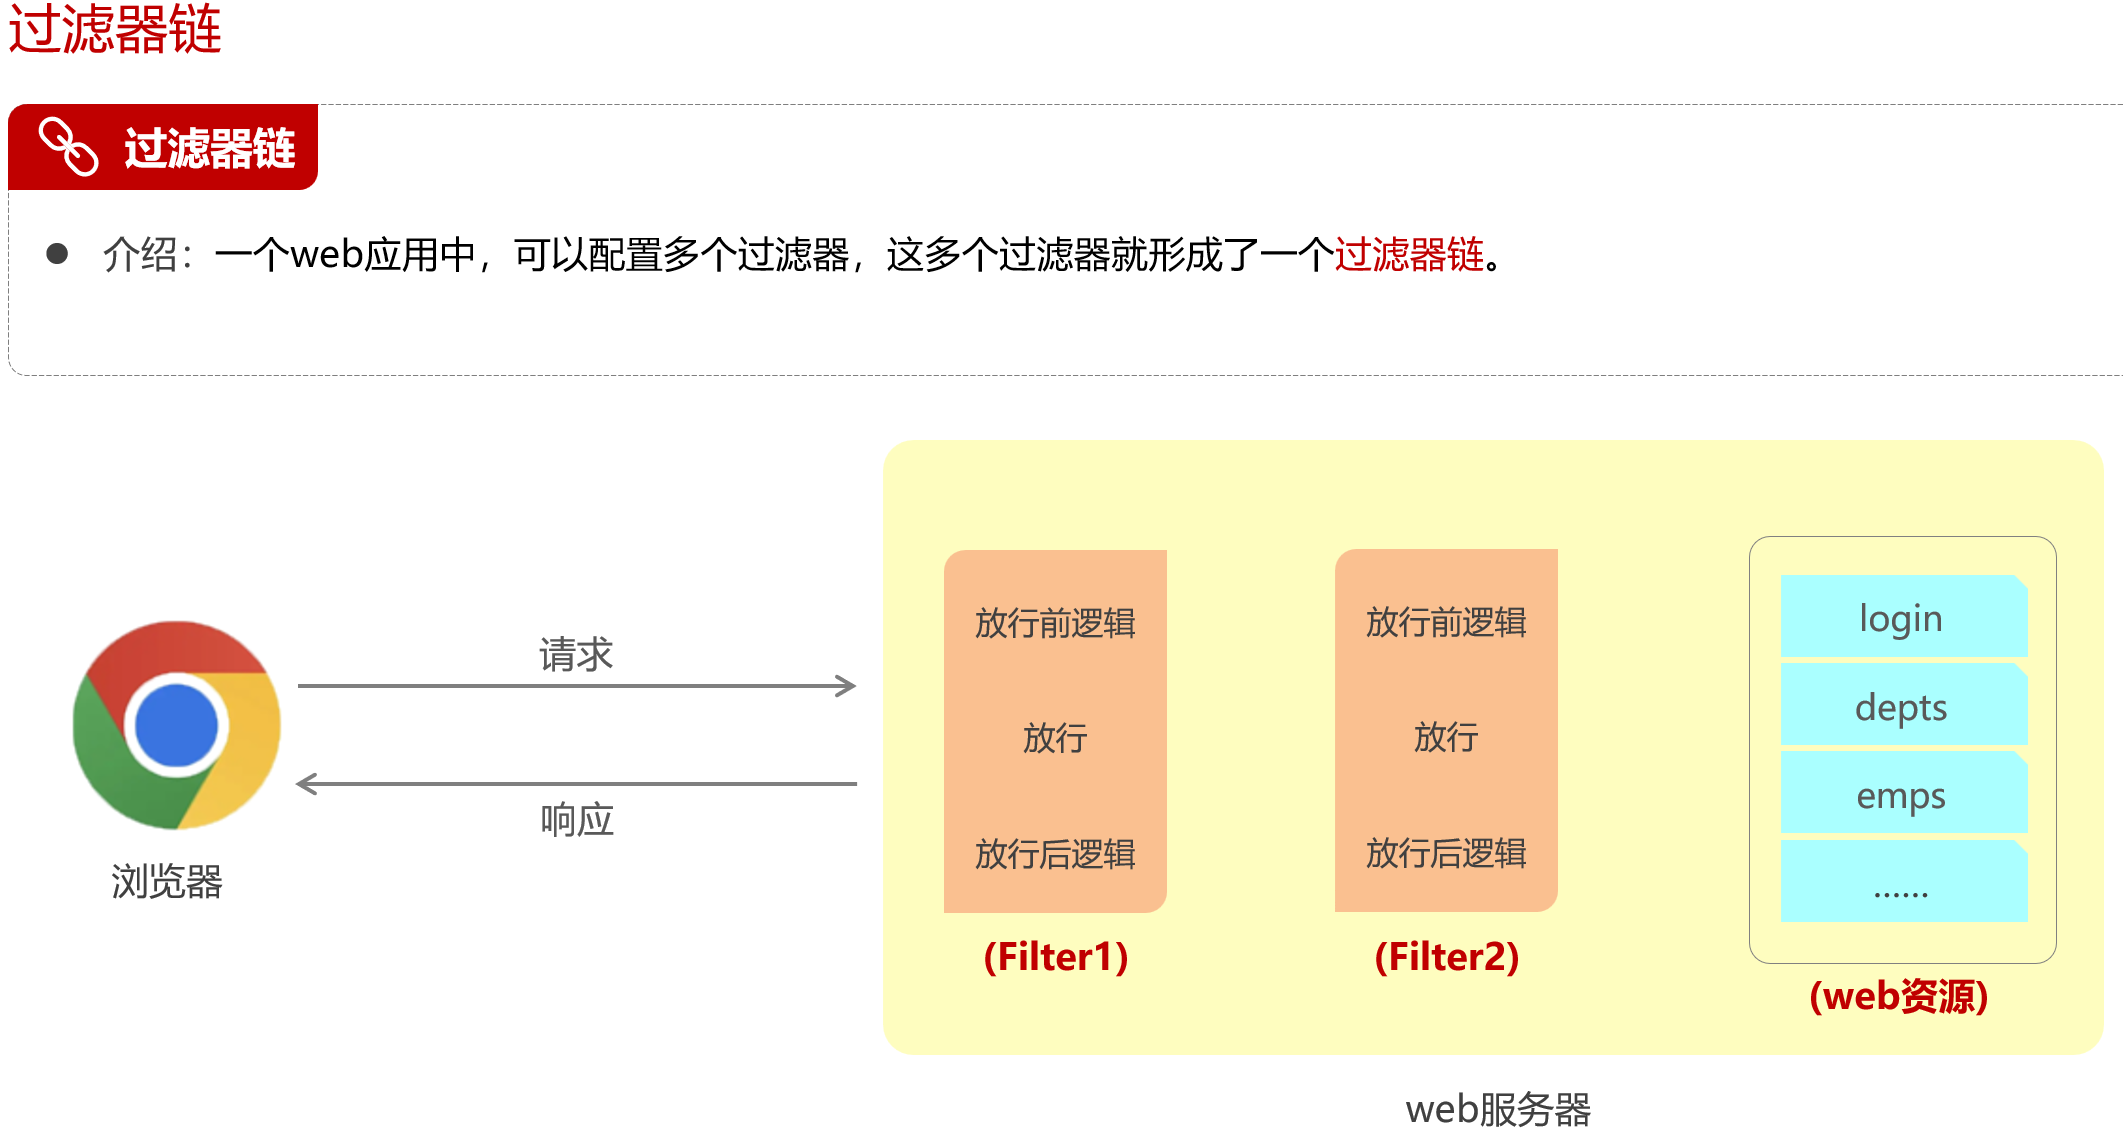 过滤器链
过滤器链
● 介绍：一个web应用中，可以配置多个过滤器，这多个过滤器就形成了一个过滤器链。
请求
响应
浏览器
放行前逻辑
放行
放行后逻辑
(Filter1)
放行前逻辑
放行
放行后逻辑
(Filter2)
login
depts
emps
......
(web资源)
web服务器